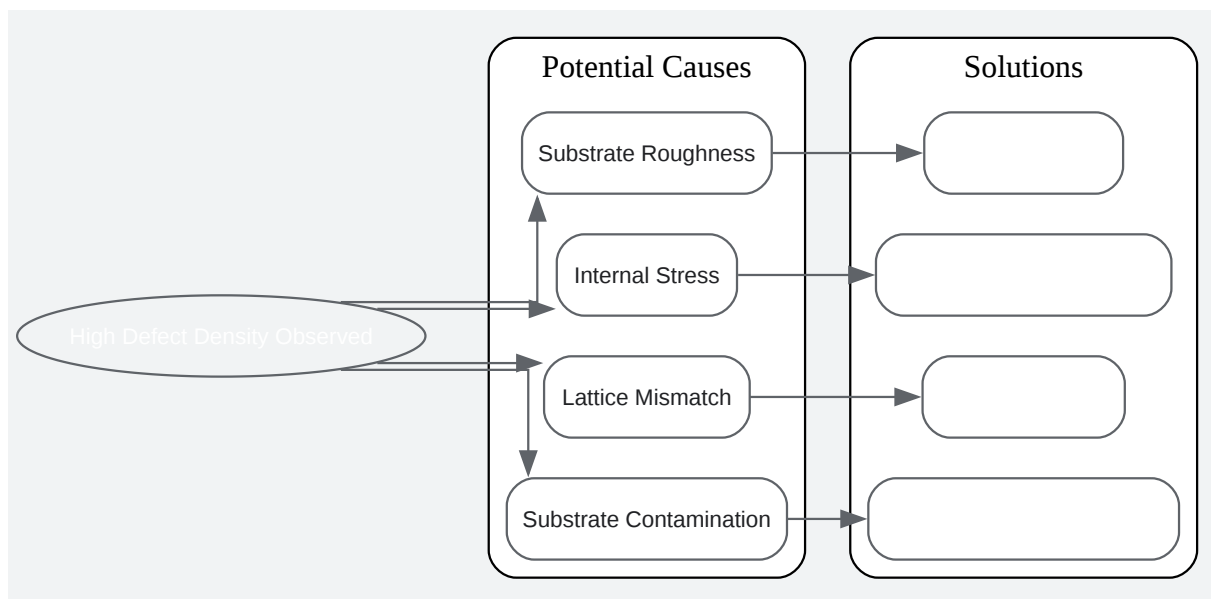 Potential Causes
Solutions
Substrate Roughness
Internal Stress
High Defect Density Observed
Lattice Mismatch
Substrate Contamination